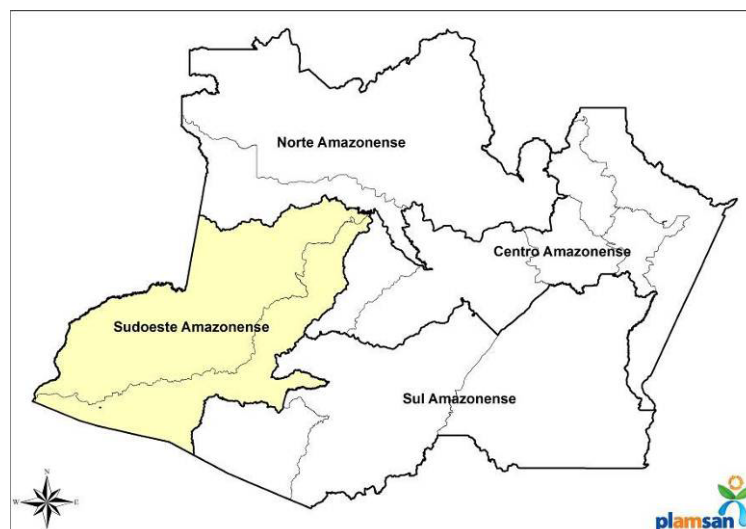 Norte Amazonense
Centro Amazonense
Sudoeste Amazonense
Sul Amazonense
N
W
E
S
plamsan